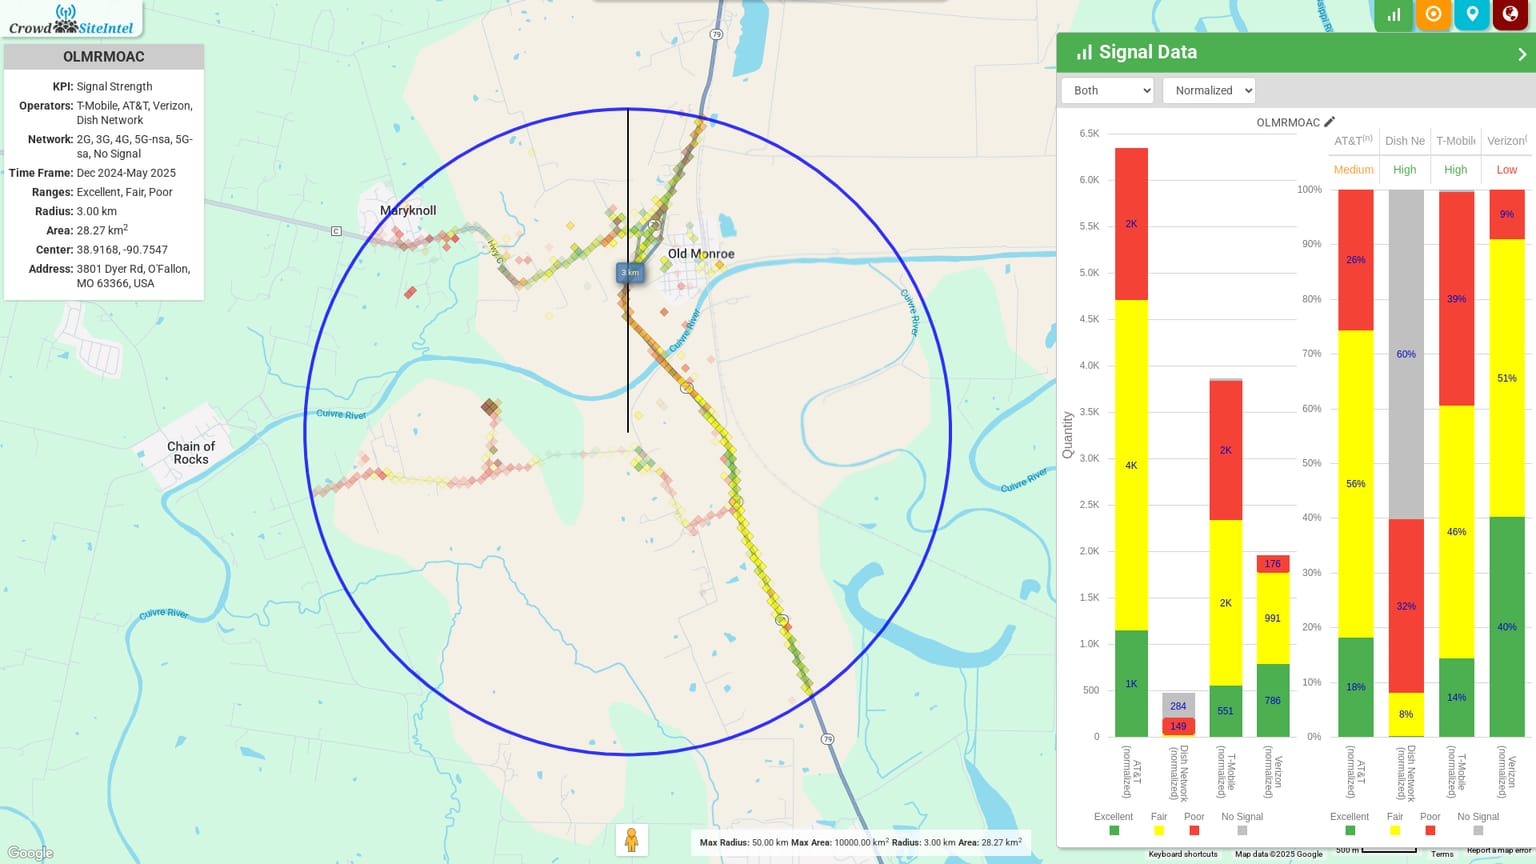 Crowd SiteIntel
OLMRMOAC
KPI: Signal Strength
Operators: T-Mobile, AT&T, Verizon,
Dish Network
Network: 2G, 3G, 4G, 5G-nsa, 5G-
sa, No Signal
Time Frame: Dec 2024-May 2025
Ranges: Excellent, Fair, Poor
Radius: 3.00 km
Area: 28.27 km2
Center: 38.9168, -90.7547
Address: 3801 Dyer Rd, O'Fallon,
MO 63366, USA
79
Maryknoll
C
Hwy C
Old Monroe
3 km
Cuivre River
Cuivre River
Cuivre River
Cuivre River
Cuivre River
Chain of
Rocks
79
Google
Max Radius: 50.00 km Max Area: 10000.00 km2 Radius: 3.00 km Area: 28.27 km2
Signal Data
Both
Normalized
OLMRMOAC
Quantity
6.5K
6.0K
5.5K
5.0K
4.5K
4.0K
3.5K
3.0K
2.5K
2.0K
1.5K
1.0K
500
0
2K
4K
1K
284
149
2K
2K
551
176
991
786
AT&T
(normalized)
Dish Network
(normalized)
T-Mobile
(normalized)
Verizon
(normalized)
Excellent Fair Poor No Signal
AT&T(n) Dish Ne T-Mobile Verizon(
Medium High High Low
100%
90%
80%
70%
60%
50%
40%
30%
20%
10%
0%
26%
56%
18%
60%
32%
8%
39%
46%
14%
9%
51%
40%
AT&T
(normalized)
Dish Network
(normalized)
T-Mobile
(normalized)
Verizon
(normalized)
Excellent Fair Poor No Signal
Keyboard shortcuts Map data ©2025 Google 500 m Terms Report a map error